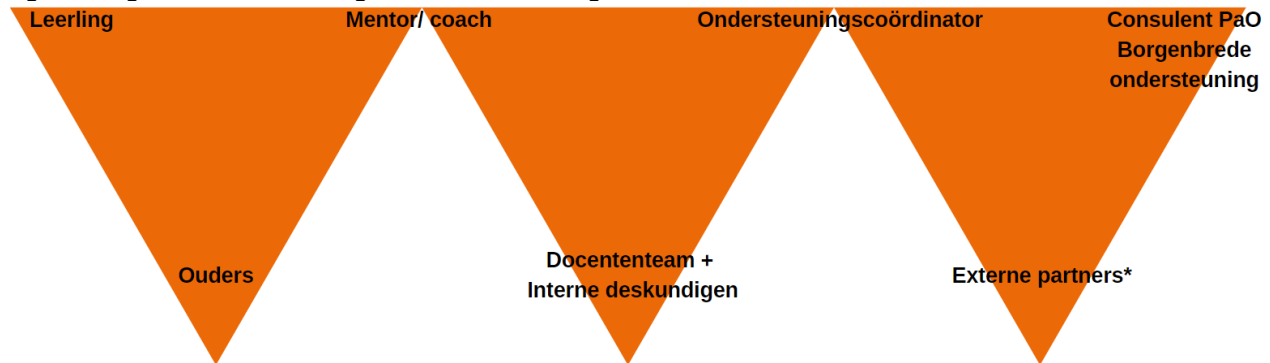 Leerling
Mentor/ coach
Ondersteuningscoördinator
Consulent PaO
Borgenbrede
ondersteuning
Ouders
Docententeam +
Interne deskundigen
Externe partners*